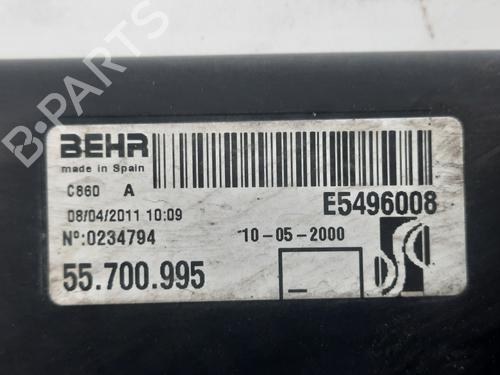 BEHR
made in Spain
C860 A
08/04/2011 10:09
E5496008
Nº:0234794
10-05-2000
55.700.995
B-PARTS